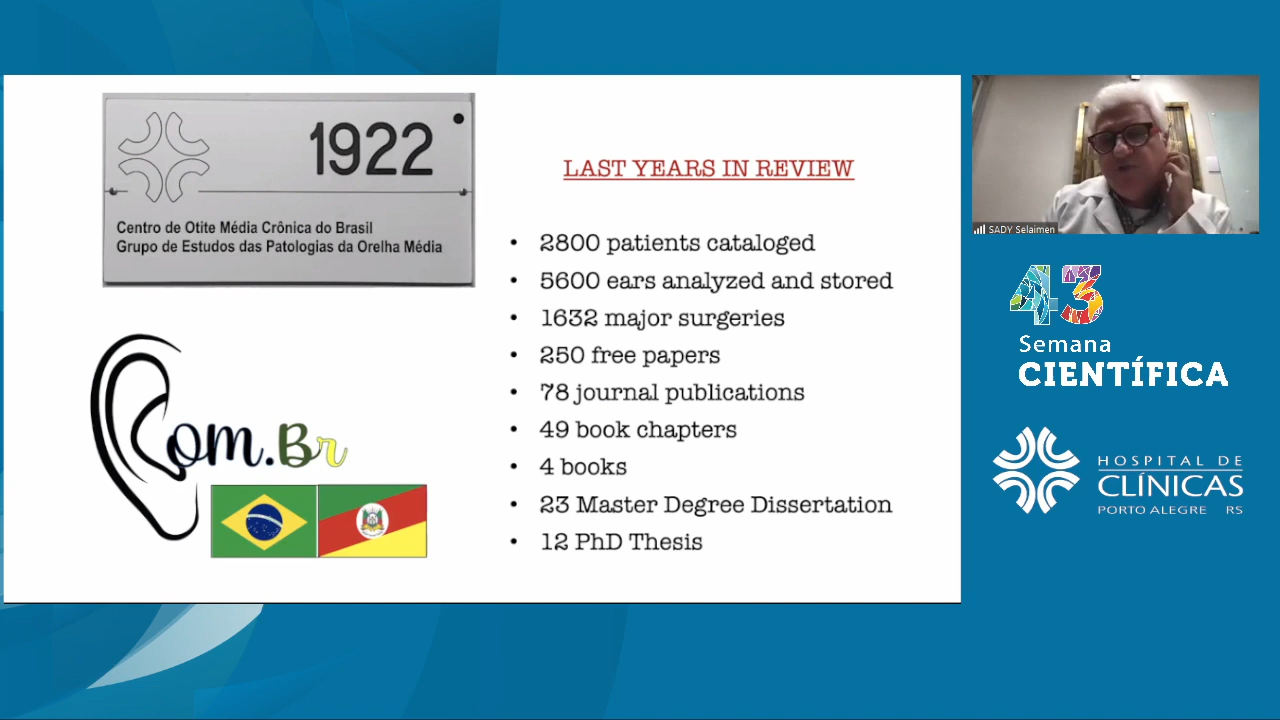 1922
Centro de Otite Média Crônica do Brasil
Grupo de Estudos das Patologias da Orelha Média
om.Br
LAST YEARS IN REVIEW
• 2800 patients cataloged
• 5600 ears analyzed and stored
• 1632 major surgeries
• 250 free papers
• 78 journal publications
• 49 book chapters
• 4 books
• 23 Master Degree Dissertation
• 12 PhD Thesis
SADY Selaimen
43
Semana
CIENTÍFICA
HOSPITAL DE
CLÍNICAS
PORTO ALEGRE RS